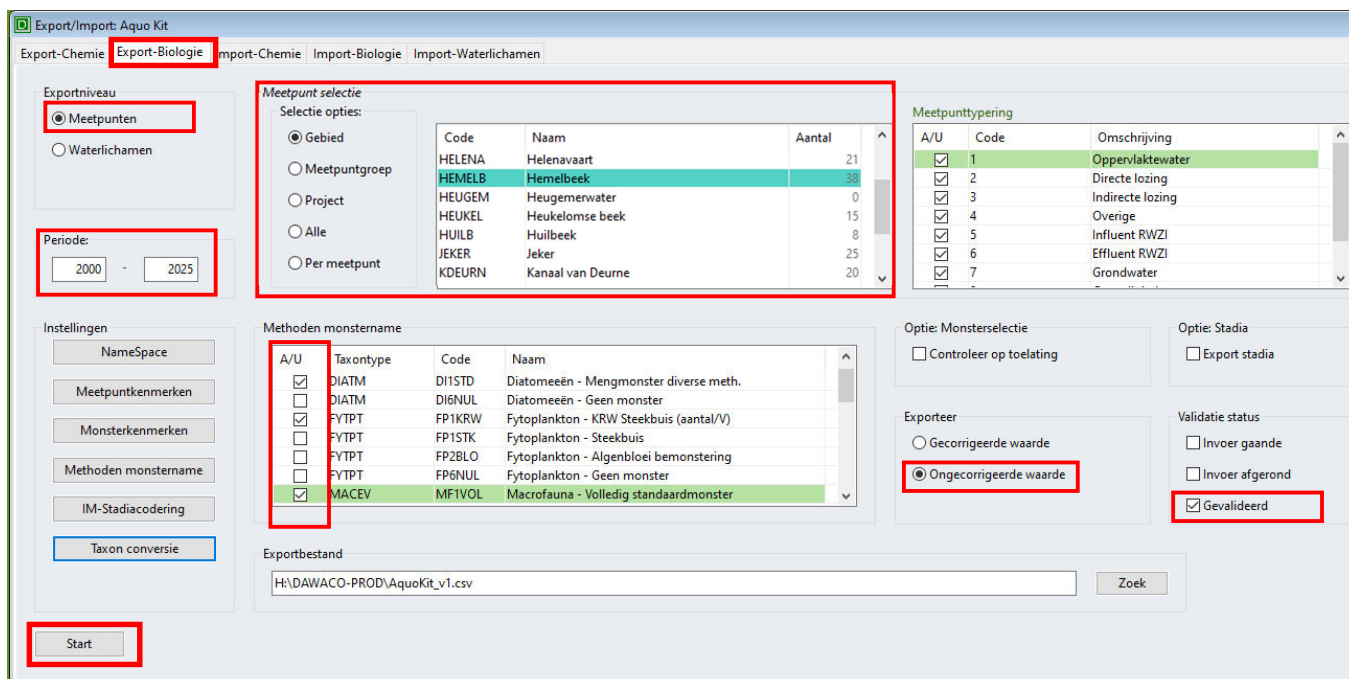 Export/Import: Aquo Kit
Export-Chemie Export-Biologie mport-Chemie Import-Biologie Import-Waterlichamen
Exportniveau
Meetpunten
Waterlichamen
Periode:
2000 - 2025
Meetpunt selectie
Selectie opties:
Gebied
Meetpuntgroep
Project
Alle
Per meetpunt
Code Naam Aantal
HELENA Helenavaart 21
HEMELB Hemelbeek 38
HEUGEM Heugemerwater 0
HEUKEL Heukelomse beek 15
HUILB Huilbeek 8
JEKER Jeker 25
KDEURN Kanaal van Deurne 20
Meetpunttypering
A/U Code Omschrijving
1 Oppervlaktewater
2 Directe lozing
3 Indirecte lozing
4 Overige
5 Influent RWZI
6 Effluent RWZI
7 Grondwater
Instellingen
NameSpace
Meetpuntkenmerken
Monsterkenmerken
Methoden monstername
IM-Stadiacodering
Taxon conversie
Methoden monstername
A/U Taxontype Code Naam
DIATM DI1STD Diatomeeën - Mengmonster diverse meth.
DIATM DI6NUL Diatomeeën - Geen monster
FYTPT FP1KRW Fytoplankton - KRW Steekbuis (aantal/V)
FYTPT FP1STK Fytoplankton - Steekbuis
FYTPT FP2BLO Fytoplankton - Algenbloei bemonstering
FYTPT FP6NUL Fytoplankton - Geen monster
MACEV MF1VOL Macrofauna - Volledig standaardmonster
Optie: Monsterselectie
Controleer op toelating
Optie: Stadia
Export stadia
Exporteer
Gecorrigeerde waarde
Ongecorrigeerde waarde
Validatie status
Invoer gaande
Invoer afgerond
Gevalideerd
Exportbestand
H:\DAWACO-PROD\AquoKit_v1.csv
Zoek
Start